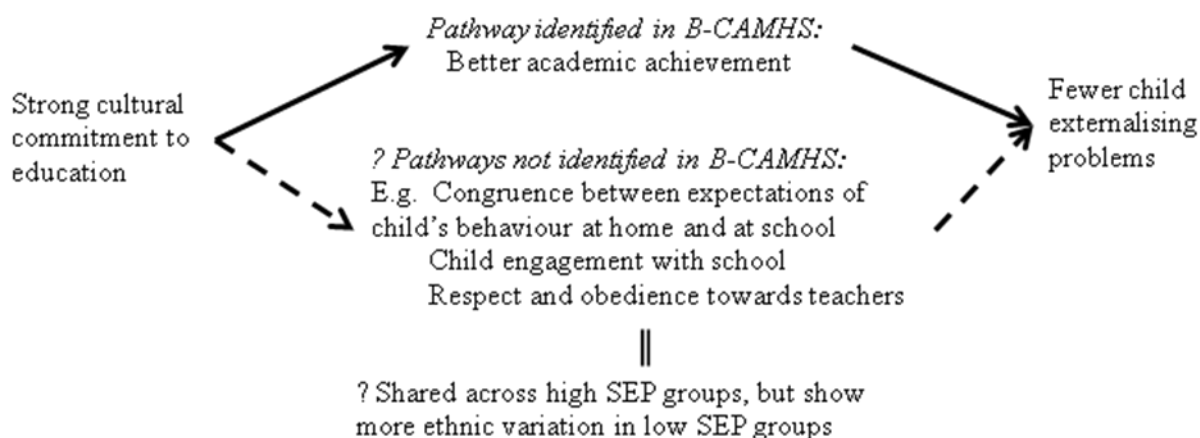 Pathway identified in B-CAMHS:
Better academic achievement
Strong cultural
commitment to
education
Fewer child
externalising
problems
? Pathways not identified in B-CAMHS:
E.g. Congruence between expectations of
child's behaviour at home and at school
Child engagement with school
Respect and obedience towards teachers
? Shared across high SEP groups, but show
more ethnic variation in low SEP groups